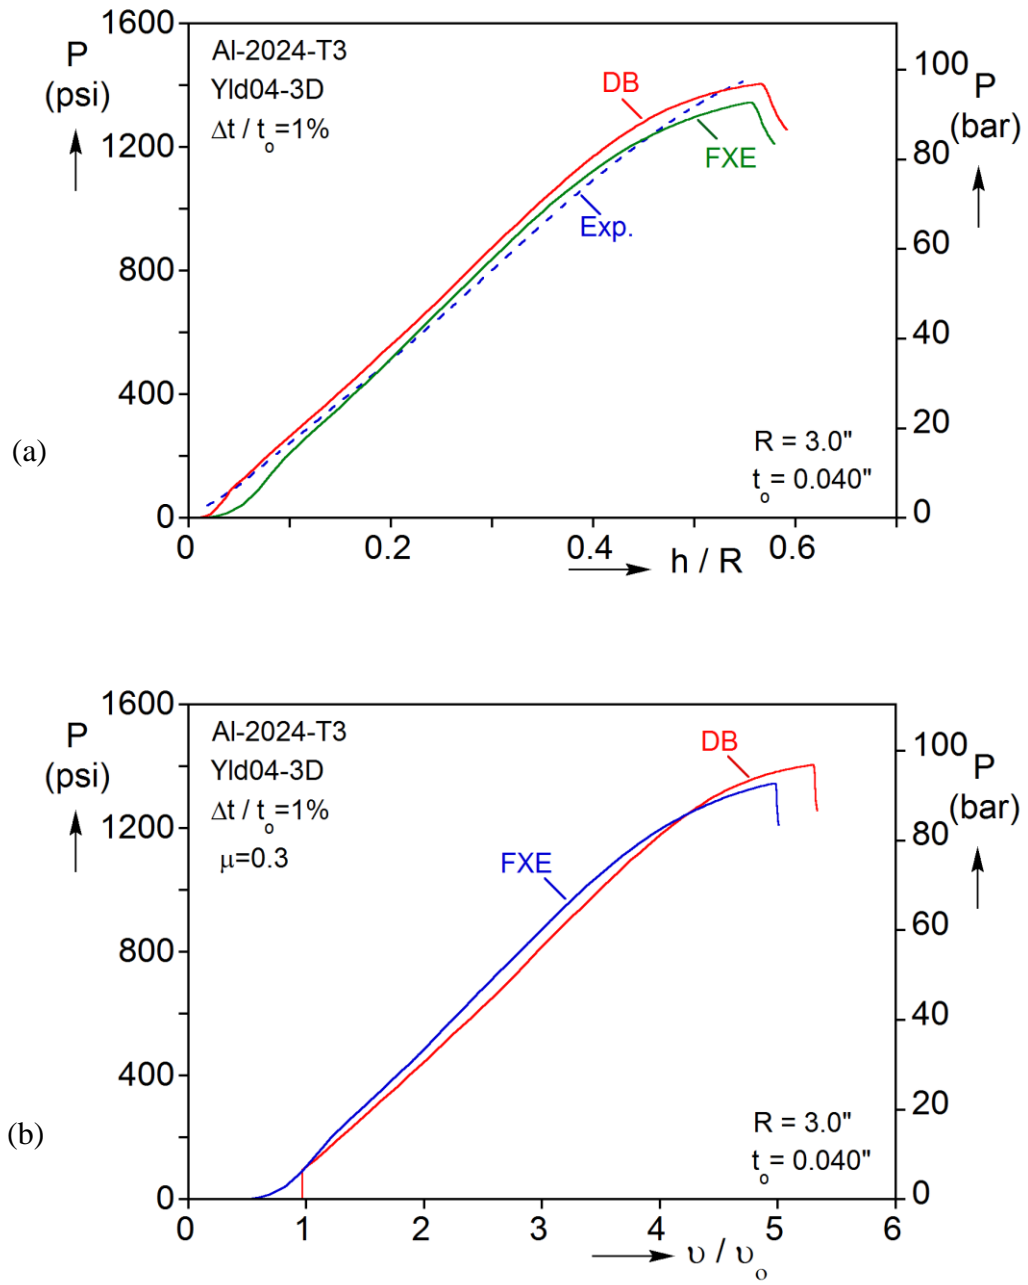 1600
P
(psi)
1200
800
400
0
Al-2024-T3
Yld04-3D
Δt / to=1%
DB
FXE
Exp.
100
P
(bar)
80
60
40
20
0
R = 3.0"
to= 0.040"
(a)
0 0.2 0.4 0.6
h / R
1600
P
(psi)
1200
800
400
0
Al-2024-T3
Yld04-3D
Δt / to=1%
μ=0.3
DB
FXE
100
P
(bar)
80
60
40
20
0
R = 3.0"
to= 0.040"
(b)
0 1 2 3 4 5 6
υ / υo